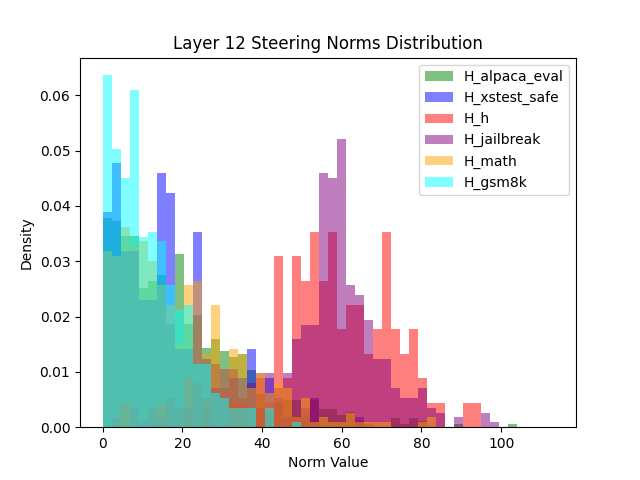 Layer 12 Steering Norms Distribution
H_alpaca_eval
H_xstest_safe
H_h
H_jailbreak
H_math
H_gsm8k
0.06
0.05
0.04
0.03
0.02
0.01
0.00
Density
0 20 40 60 80 100
Norm Value